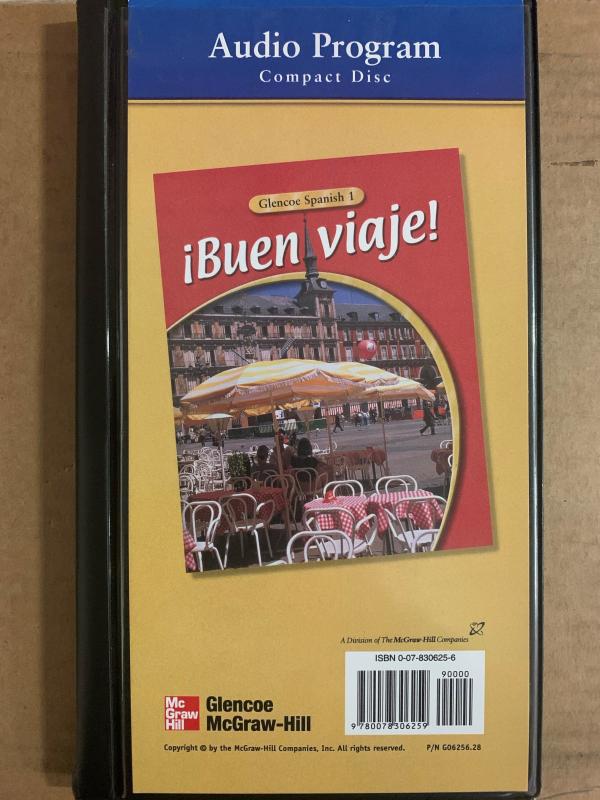 Audio Program
Compact Disc
Glencoe Spanish 1
¡Buen viaje!
A Division of The McGraw-Hill Companies
ISBN 0-07-830625-6
90000
9 780078 306259
Mc
Graw
Hill
Glencoe
McGraw-Hill
Copyright © by the McGraw-Hill Companies, Inc. All rights reserved. P/N G06256.28